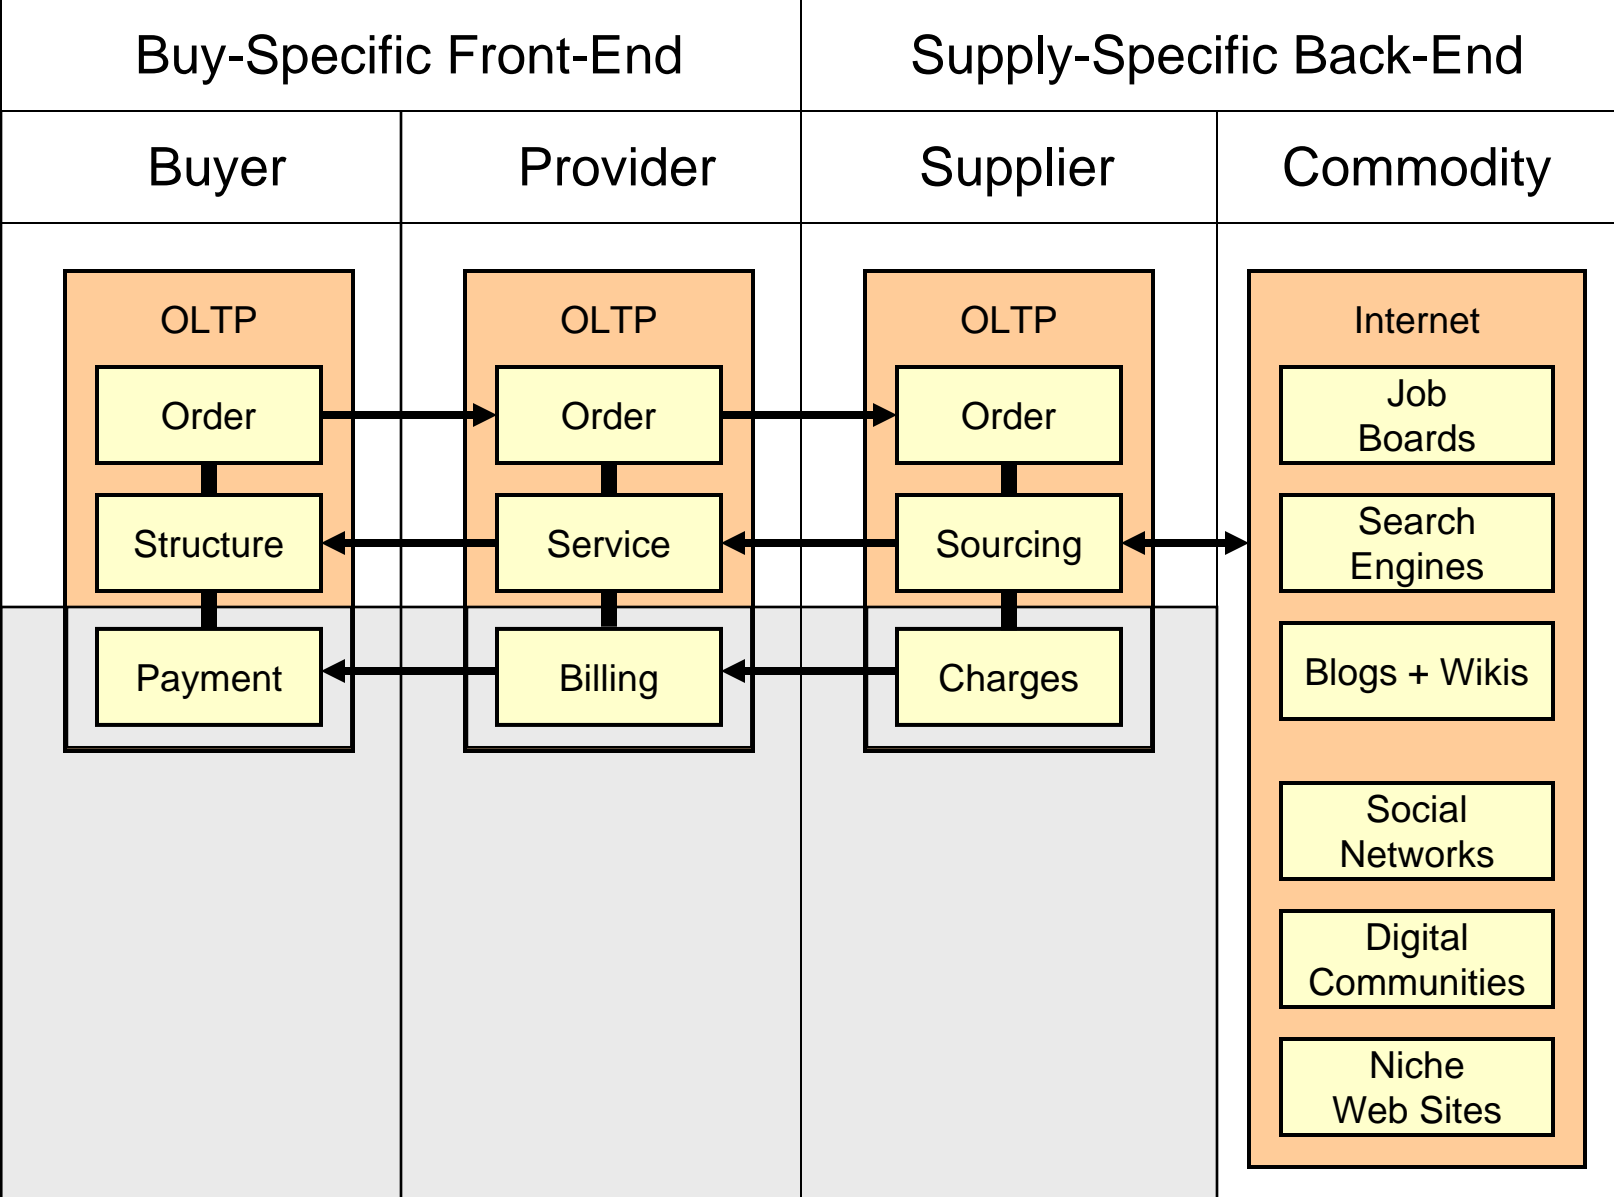 Buy-Specific Front-End
Supply-Specific Back-End
Buyer
Provider
Supplier
Commodity
OLTP
Order
Structure
Payment
OLTP
Order
Service
Billing
OLTP
Order
Sourcing
Charges
Internet
Job
Boards
Search
Engines
Blogs + Wikis
Social
Networks
Digital
Communities
Niche
Web Sites